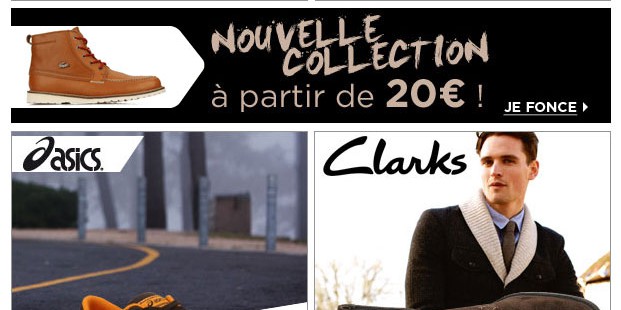 NOUVELLE
COLLECTION
à partir de 20€ !
JE FONCE
asics
Clarks